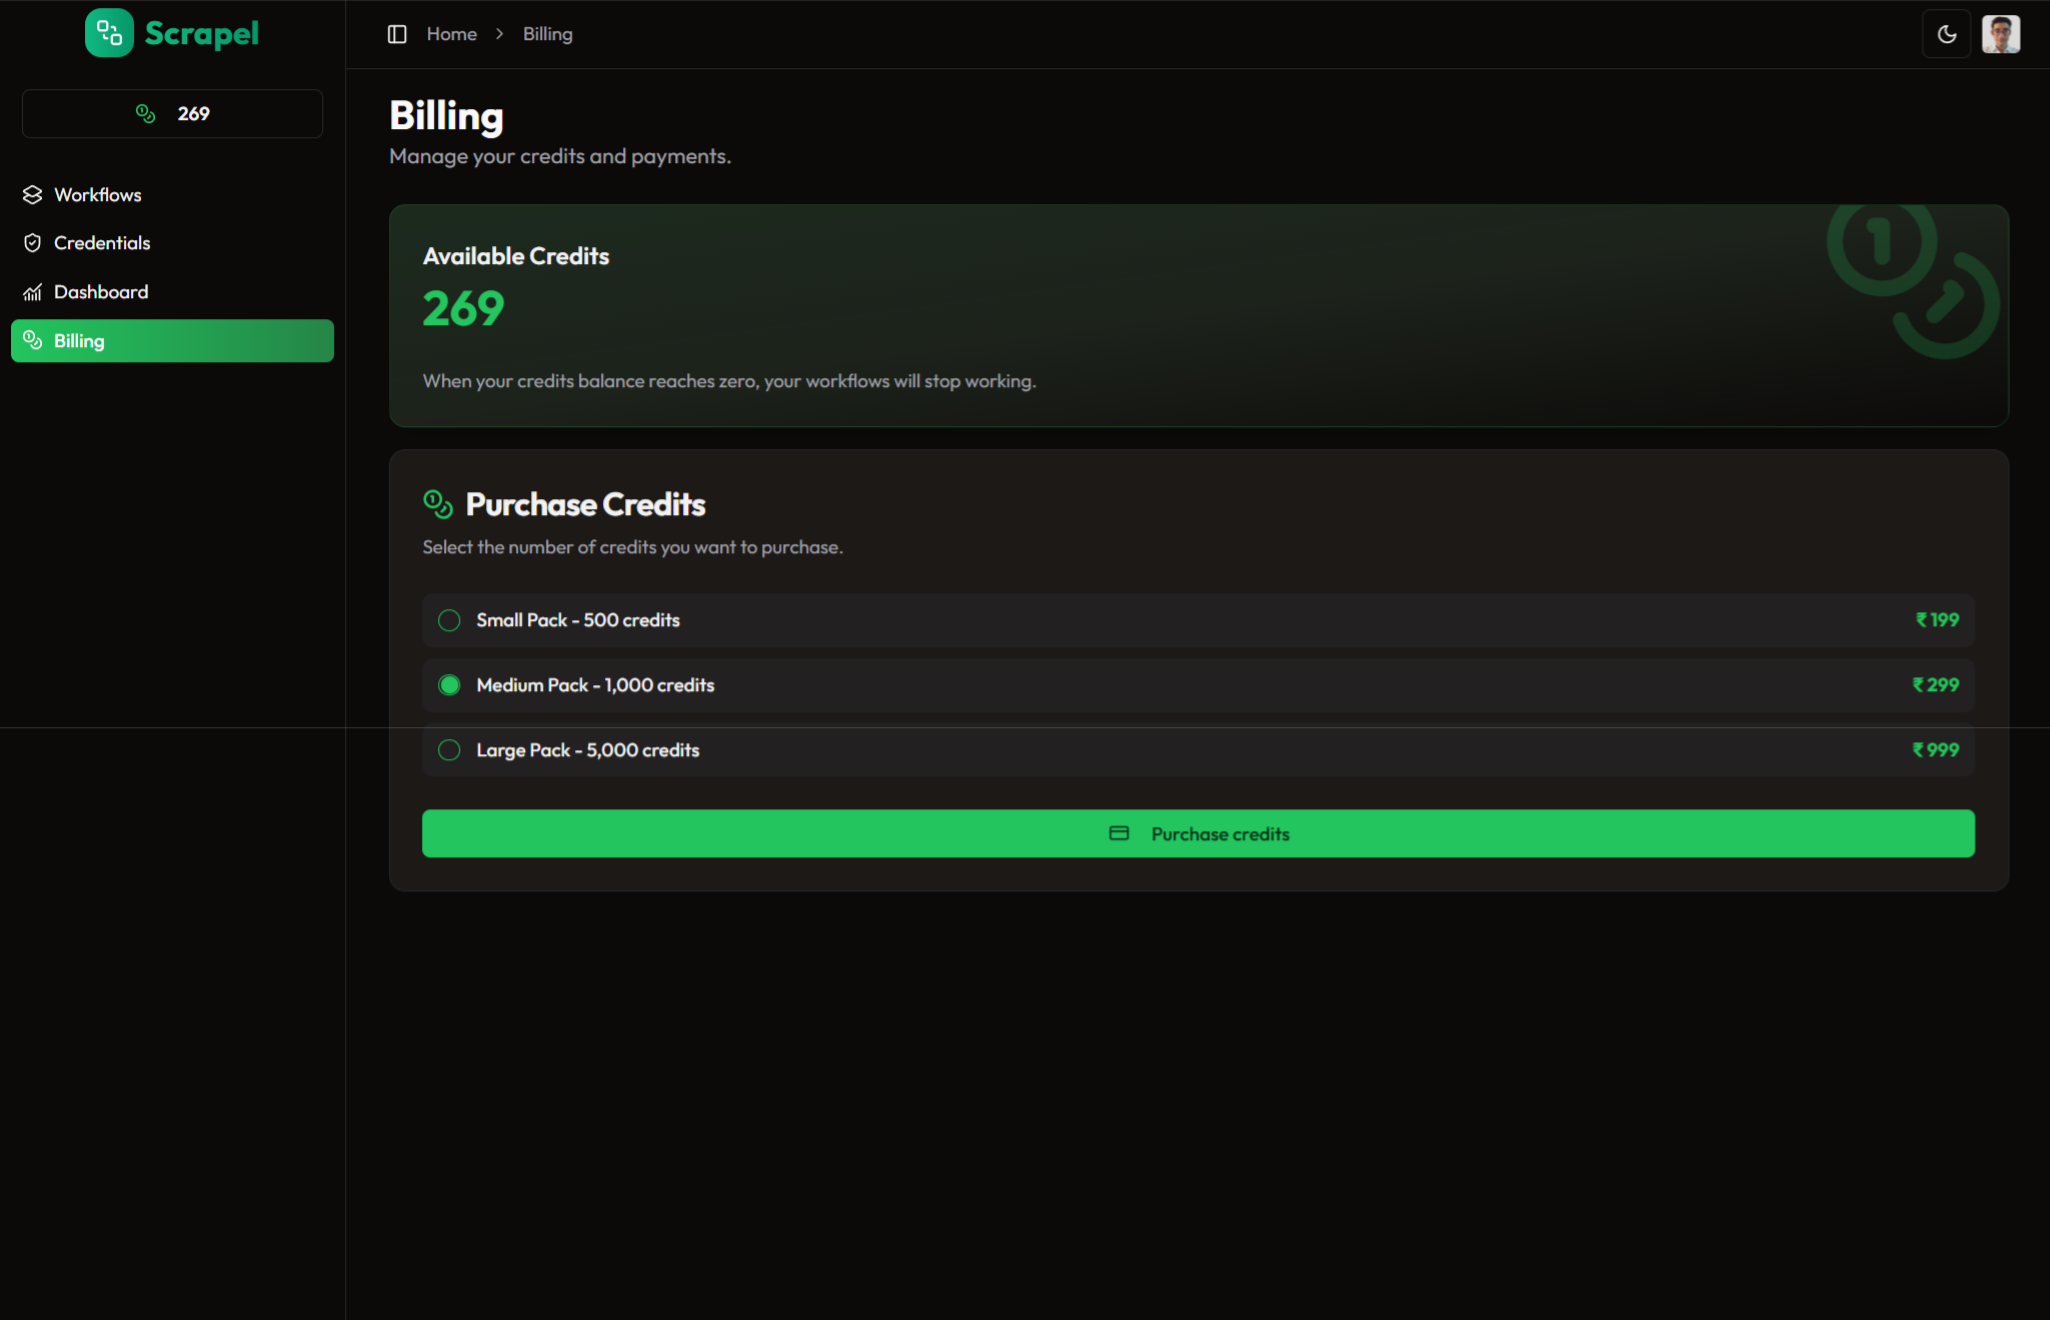 Scrapel
269
Workflows
Credentials
Dashboard
Billing
Home > Billing
Billing
Manage your credits and payments.
Available Credits
269
When your credits balance reaches zero, your workflows will stop working.
Purchase Credits
Select the number of credits you want to purchase.
Small Pack - 500 credits ₹ 199
Medium Pack - 1,000 credits ₹ 299
Large Pack - 5,000 credits ₹ 999
Purchase credits